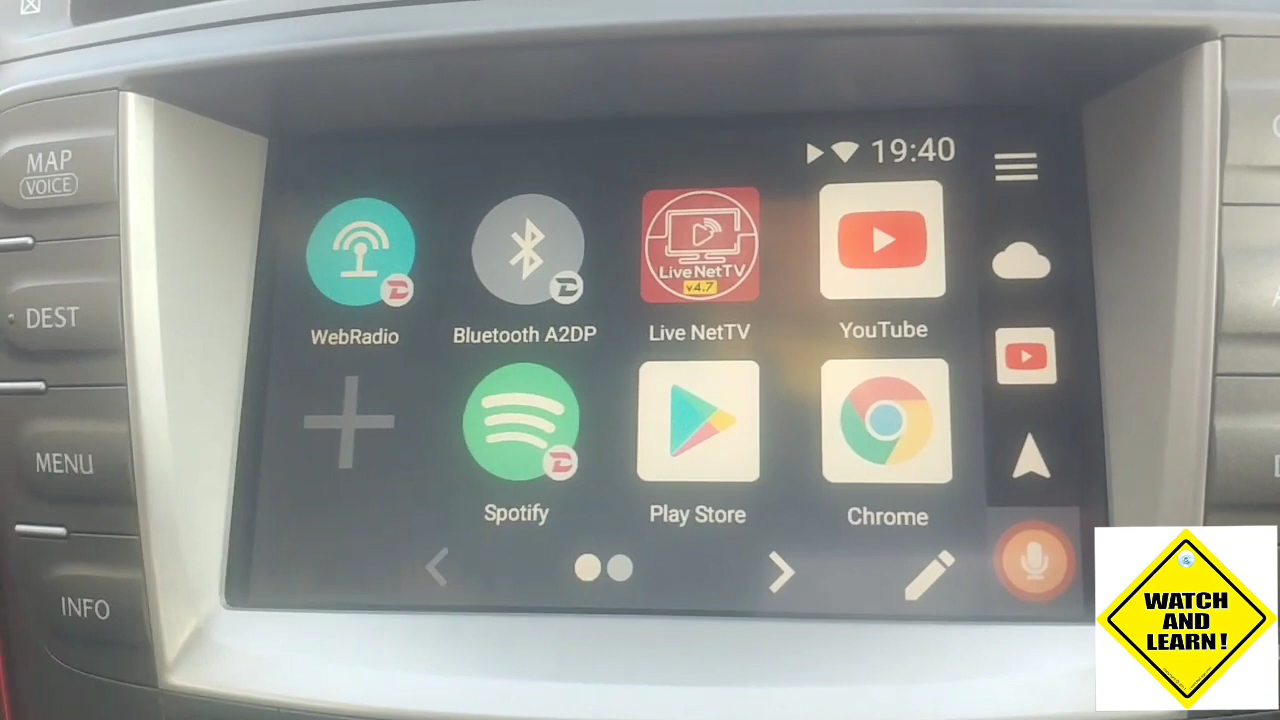 MAP
VOICE
DEST
MENU
INFO
19:40
Live NetTV
v4.7
WebRadio
Bluetooth A2DP
Live NetTV
YouTube
Spotify
Play Store
Chrome
WATCH
AND
LEARN!